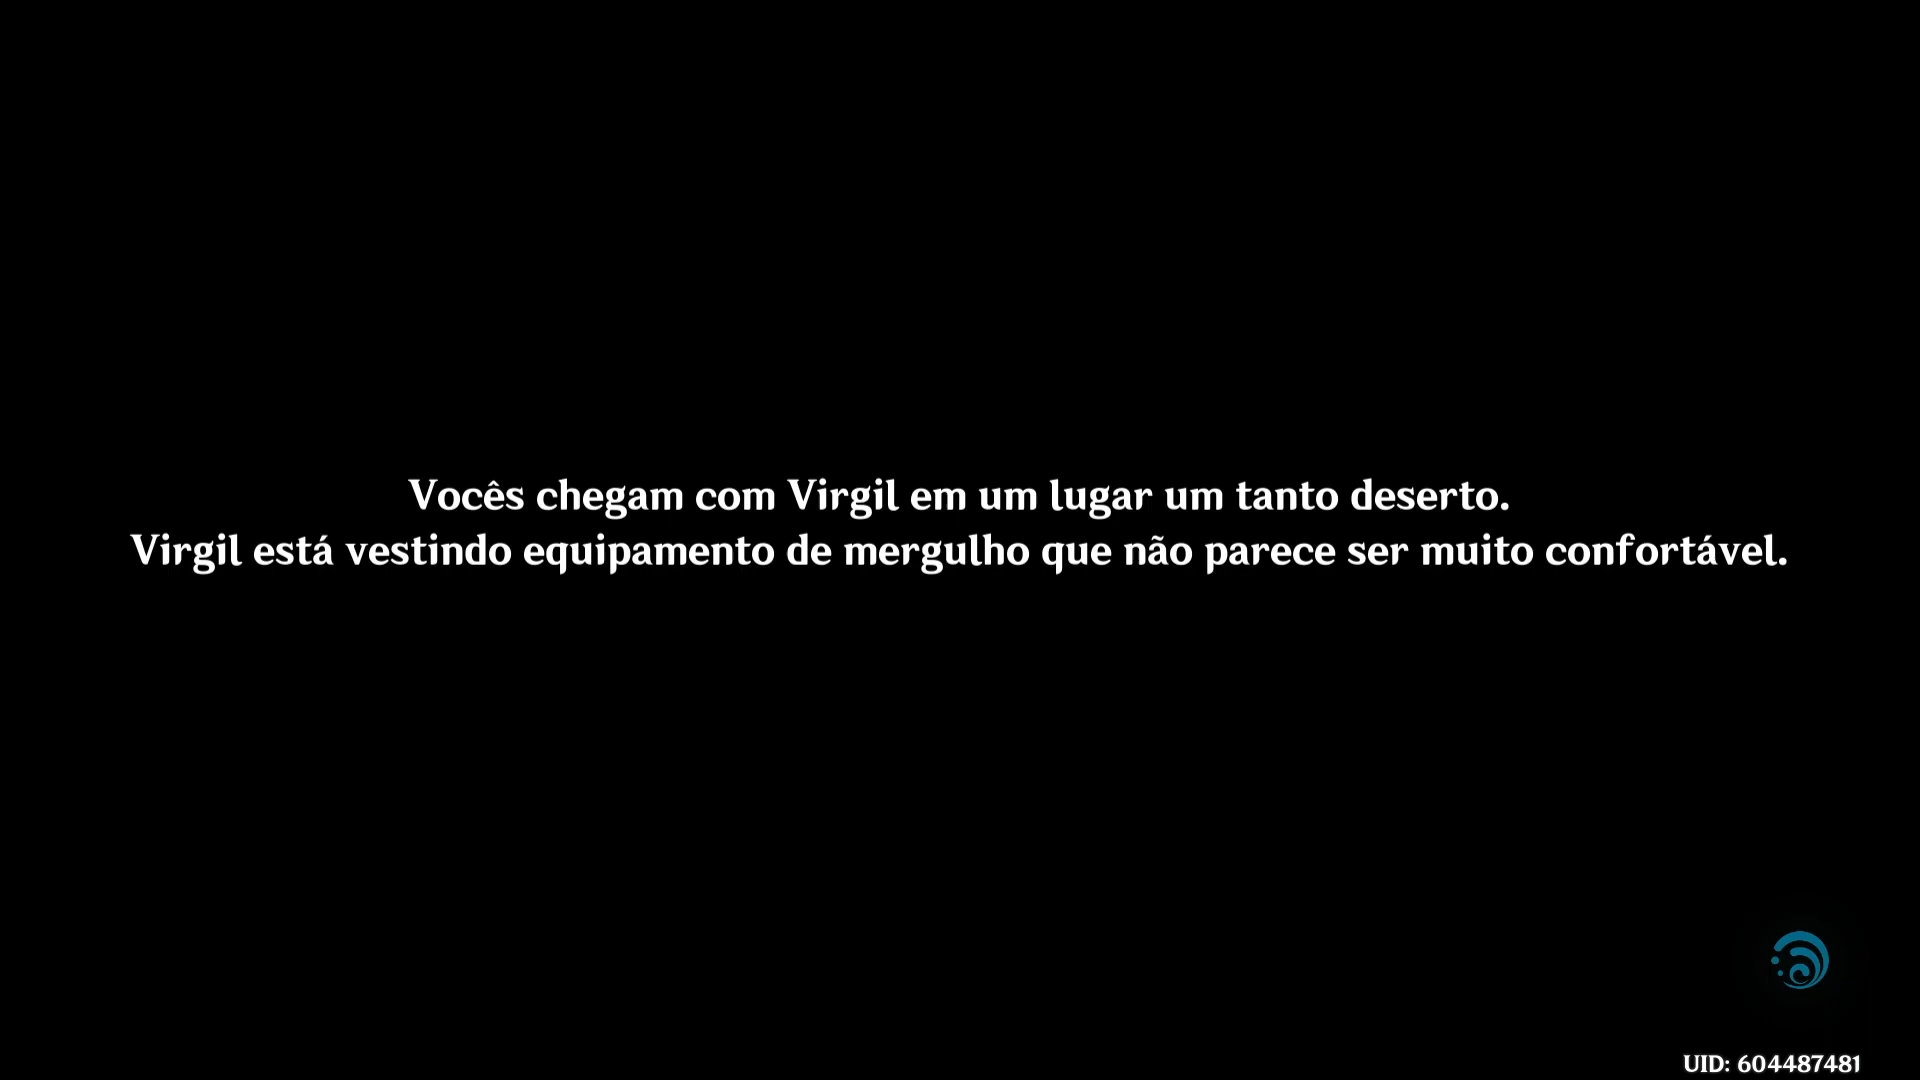 Vocês chegam com Virgil em um lugar um tanto deserto.
Virgil está vestindo equipamento de mergulho que não parece ser muito confortável.
UID: 604487481